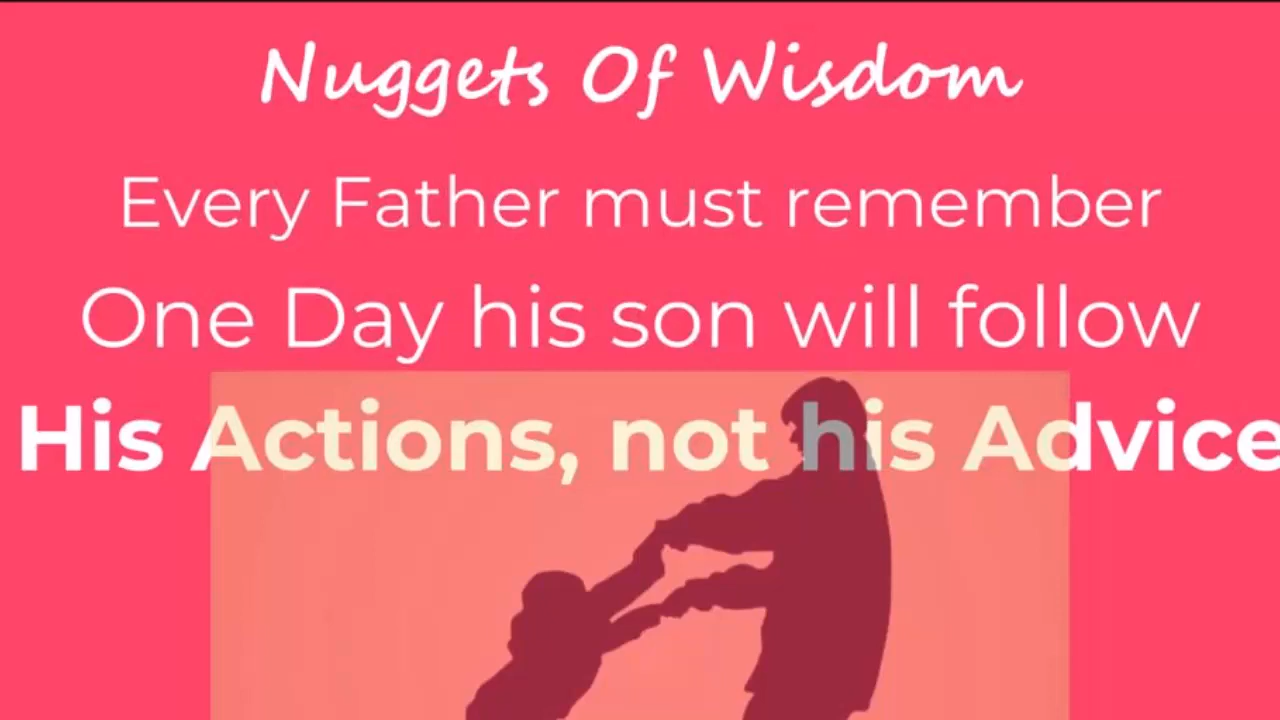 Nuggets Of Wisdom
Every Father must remember
One Day his son will follow
His Actions, not his Advice